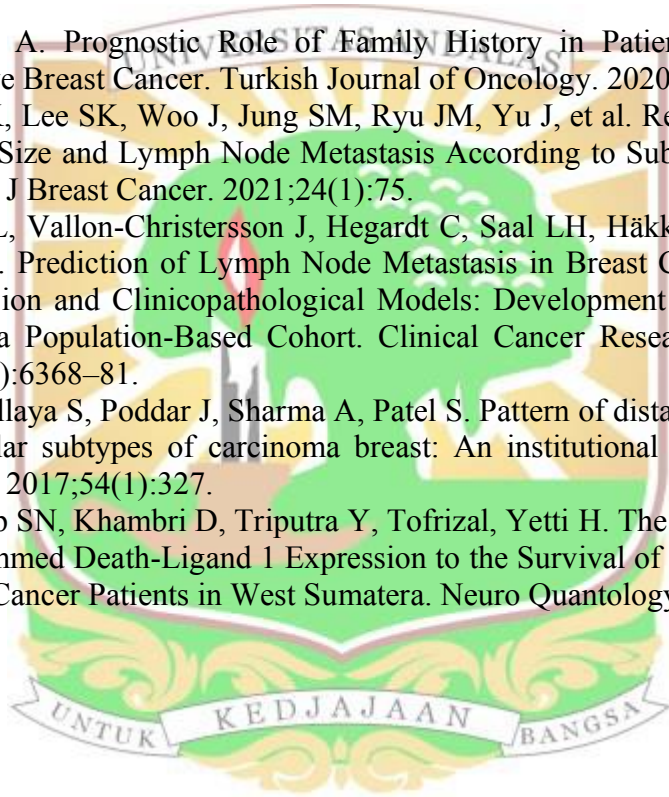 UNIVERSITAS ANDALAS
A. Prognostic Role of Family History in Patien
e Breast Cancer. Turkish Journal of Oncology. 2020
, Lee SK, Woo J, Jung SM, Ryu JM, Yu J, et al. Re
Size and Lymph Node Metastasis According to Sub
J Breast Cancer. 2021;24(1):75.
L, Vallon-Christersson J, Hegardt C, Saal LH, Häkk
. Prediction of Lymph Node Metastasis in Breast C
ion and Clinicopathological Models: Development
a Population-Based Cohort. Clinical Cancer Resea
):6368–81.
llaya S, Poddar J, Sharma A, Patel S. Pattern of dista
lar subtypes of carcinoma breast: An institutional
2017;54(1):327.
SN, Khambri D, Triputra Y, Tofrizal, Yetti H. The
mmed Death-Ligand 1 Expression to the Survival of
Cancer Patients in West Sumatera. Neuro Quantology
UNTUK KEDJAJAAN BANGSA